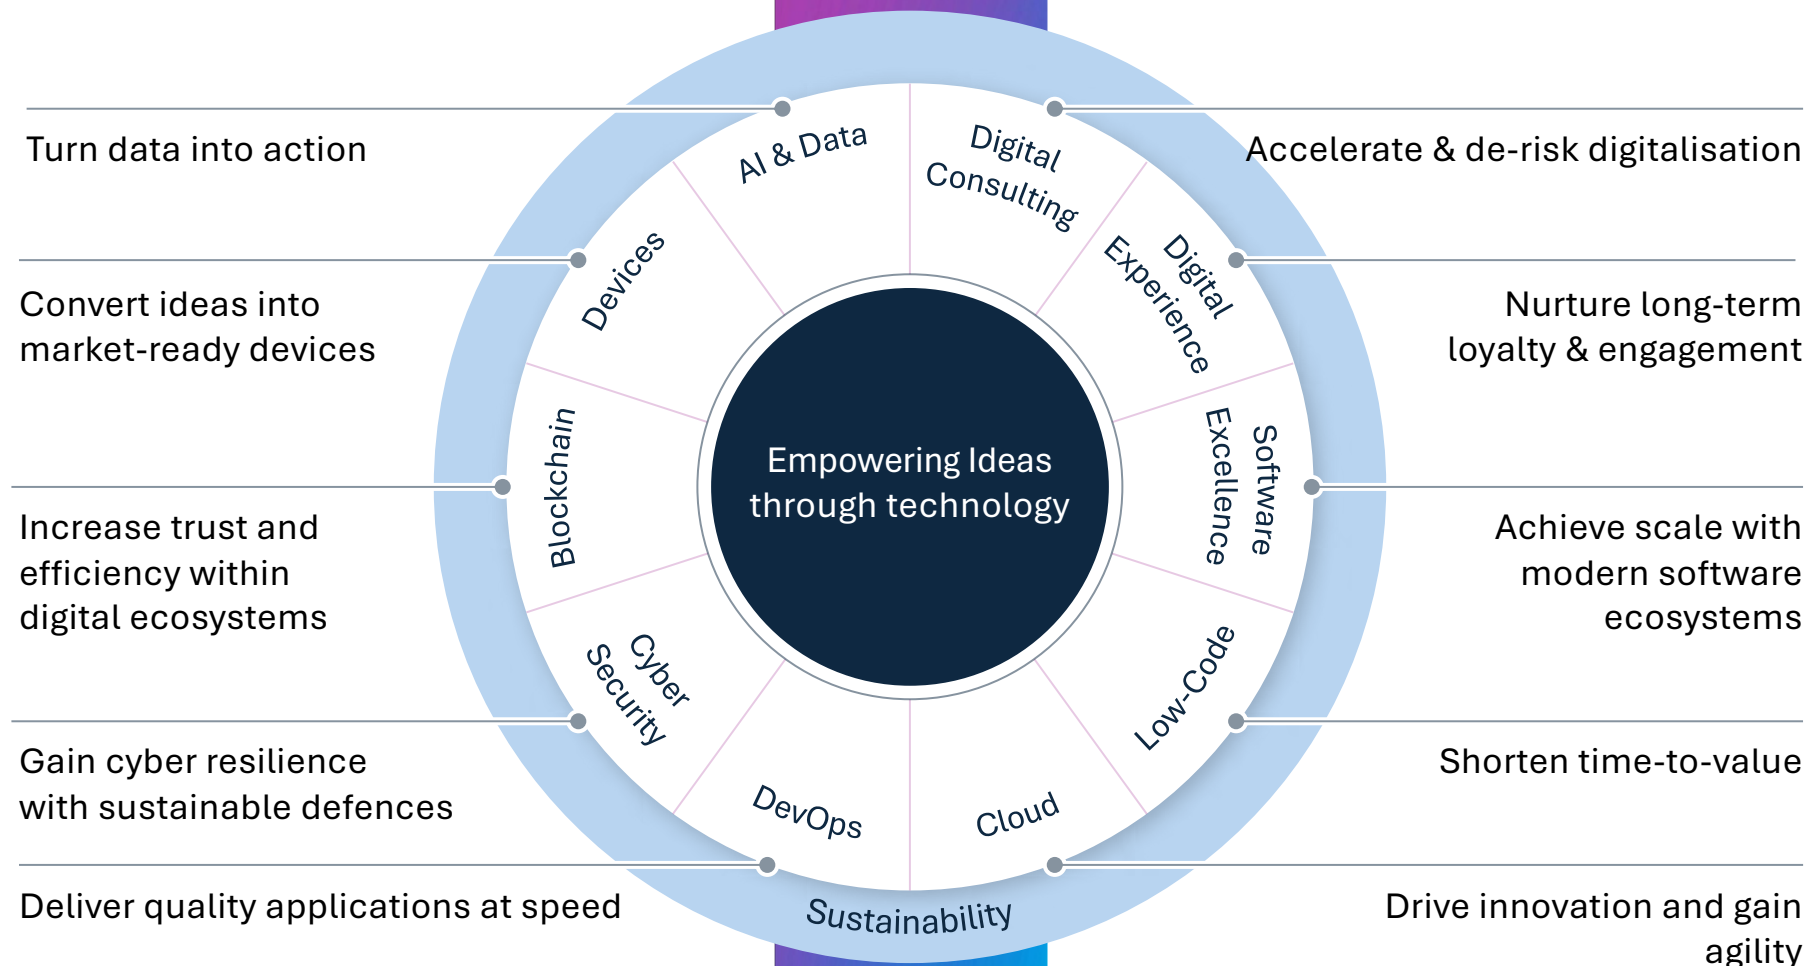 Turn data into action
Convert ideas into
market-ready devices
Increase trust and
efficiency within
digital ecosystems
Gain cyber resilience
with sustainable defences
Deliver quality applications at speed
AI & Data
Digital
Consulting
Devices
Digital
Experience
Blockchain
Empowering Ideas
through technology
Software
Excellence
Cyber
Security
Low-Code
DevOps
Cloud
Sustainability
Accelerate & de-risk digitalisation
Nurture long-term
loyalty & engagement
Achieve scale with
modern software
ecosystems
Shorten time-to-value
Drive innovation and gain
agility